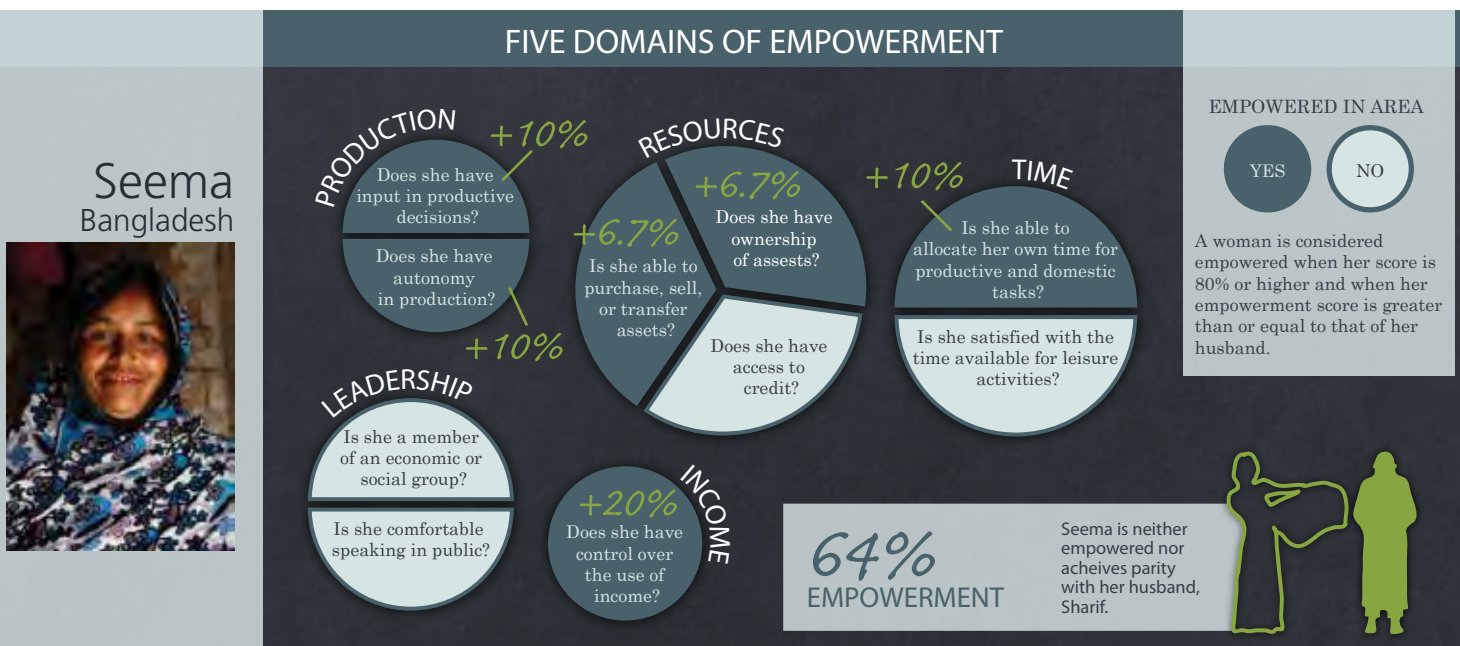 FIVE DOMAINS OF EMPOWERMENT
Seema
Bangladesh
PRODUCTION
+10%
Does she have
input in productive
decisions?
Does she have
autonomy
in production?
+10%
RESOURCES
+6.7%
Is she able to
purchase, sell,
or transfer
assets?
+6.7%
Does she have
ownership
of assests?
Does she have
access to
credit?
TIME
+10%
Is she able to
allocate her own time for
productive and domestic
tasks?
Is she satisfied with the
time available for leisure
activities?
LEADERSHIP
Is she a member
of an economic or
social group?
Is she comfortable
speaking in public?
INCOME
+20%
Does she have
control over
the use of
income?
EMPOWERED IN AREA
YES
NO
A woman is considered
empowered when her score is
80% or higher and when her
empowerment score is greater
than or equal to that of her
husband.
64%
EMPOWERMENT
Seema is neither
empowered nor
acheives parity
with her husband,
Sharif.